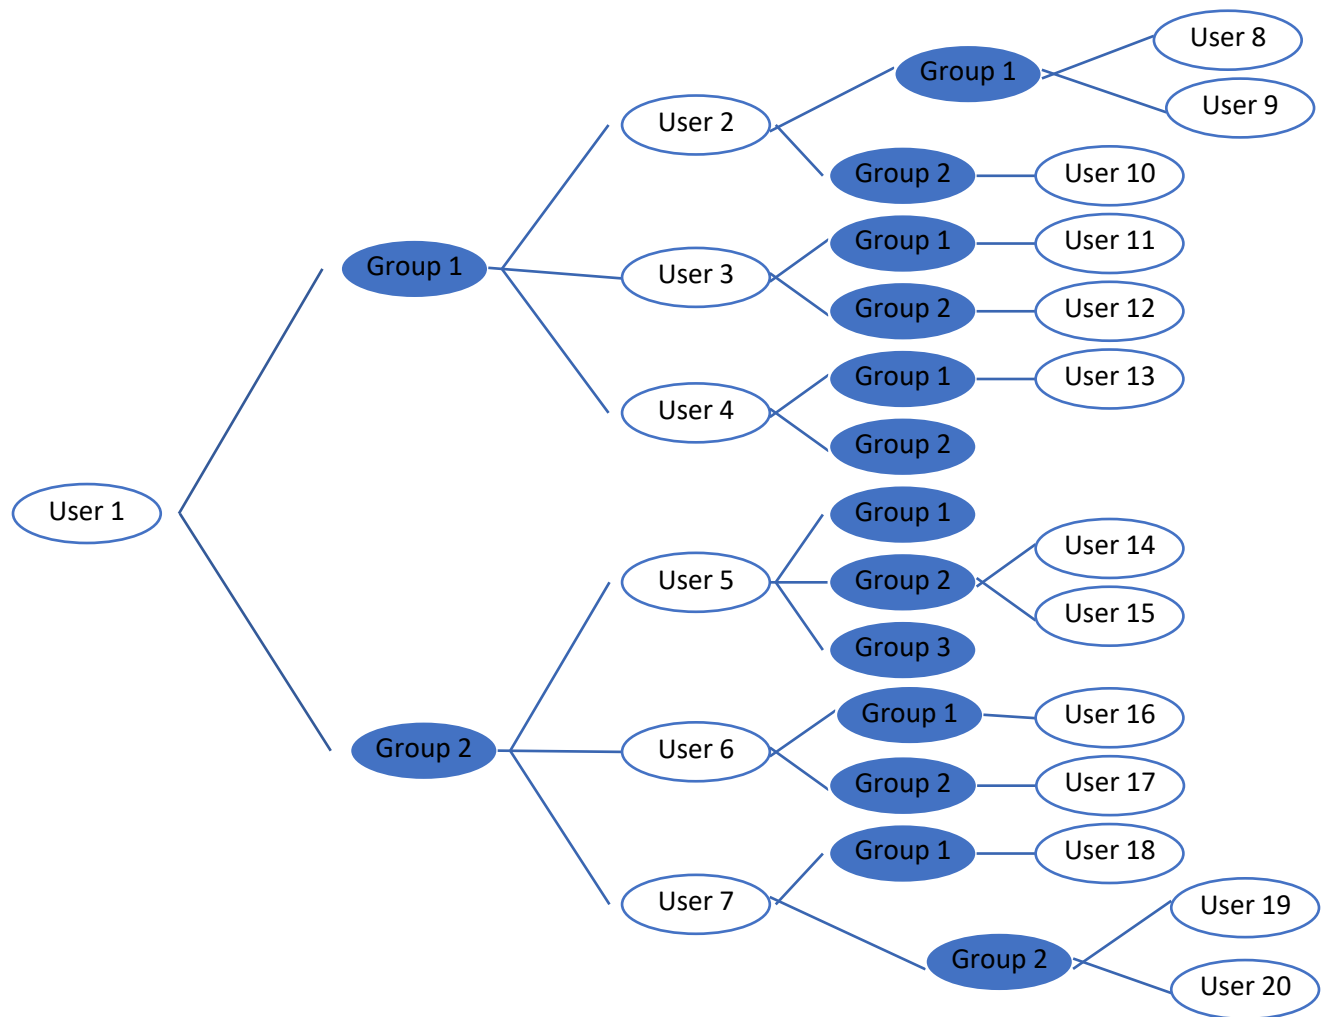 User 8
Group 1
User 9
User 2
Group 2
User 10
Group 1
User 11
Group 1
User 3
Group 2
User 12
Group 1
User 13
User 4
Group 2
User 1
Group 1
User 14
User 5
Group 2
User 15
Group 3
Group 1
User 16
Group 2
User 6
Group 2
User 17
Group 1
User 18
User 7
User 19
Group 2
User 20